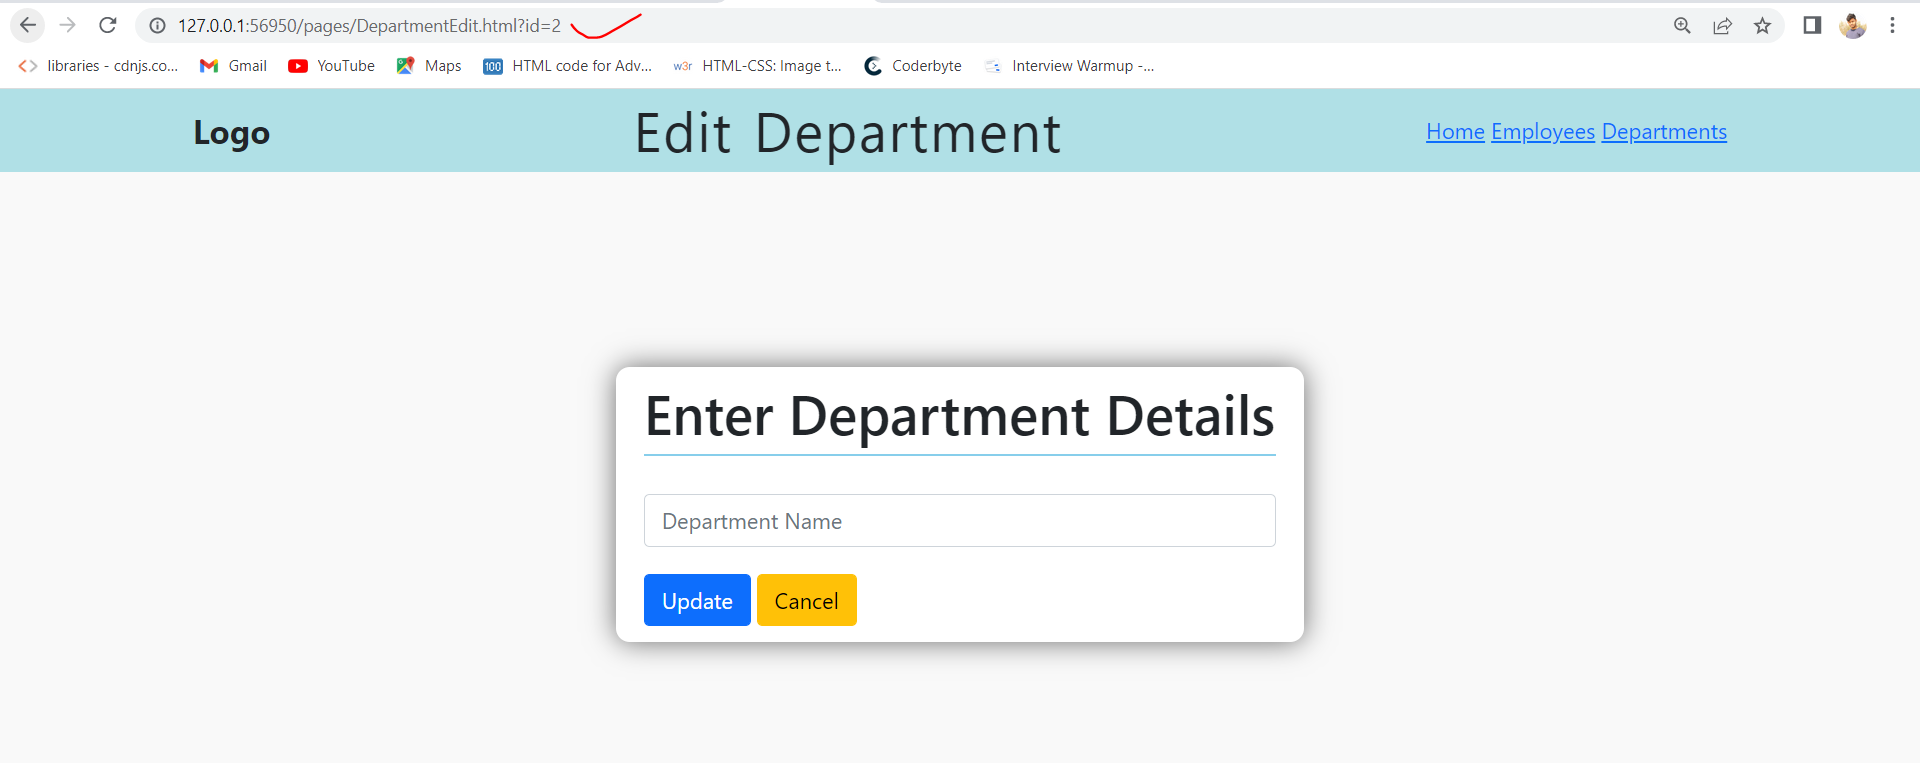 127.0.0.1:56950/pages/DepartmentEdit.html?id=2
libraries - cdnjs.co... Gmail YouTube Maps 100 HTML code for Adv... w3r HTML-CSS: Image t... Coderbyte Interview Warmup -...
Logo Edit Department Home Employees Departments
Enter Department Details
Department Name
Update Cancel